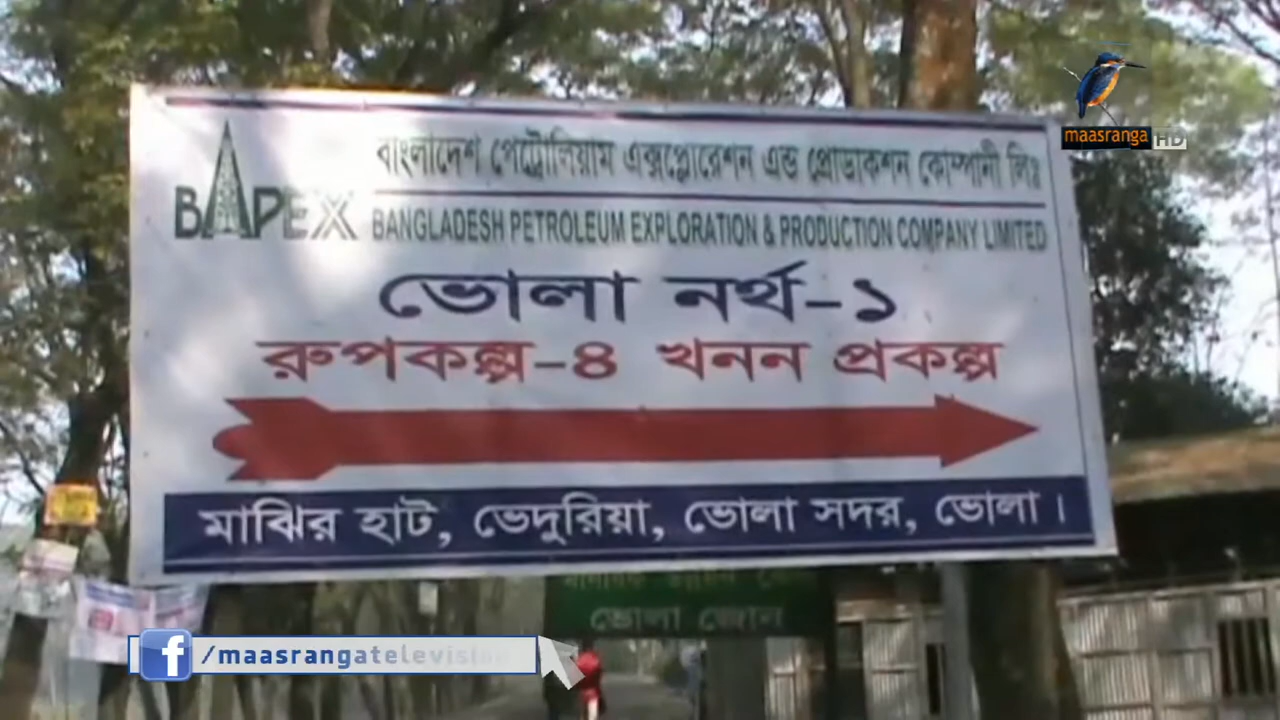 maasranga HD
BAPEX
বাংলাদেশ পেট্রোলিয়াম এক্সপ্লোরেশন এন্ড প্রোডাকশন কোম্পানী লিঃ
BANGLADESH PETROLEUM EXPLORATION & PRODUCTION COMPANY LIMITED
ভোলা নর্থ-১
রুপকল্প-৪ খনন প্রকল্প
মাঝির হাট, ভেদুরিয়া, ভোলা সদর, ভোলা।
ভোলা জোন
f /maasrangatelevision